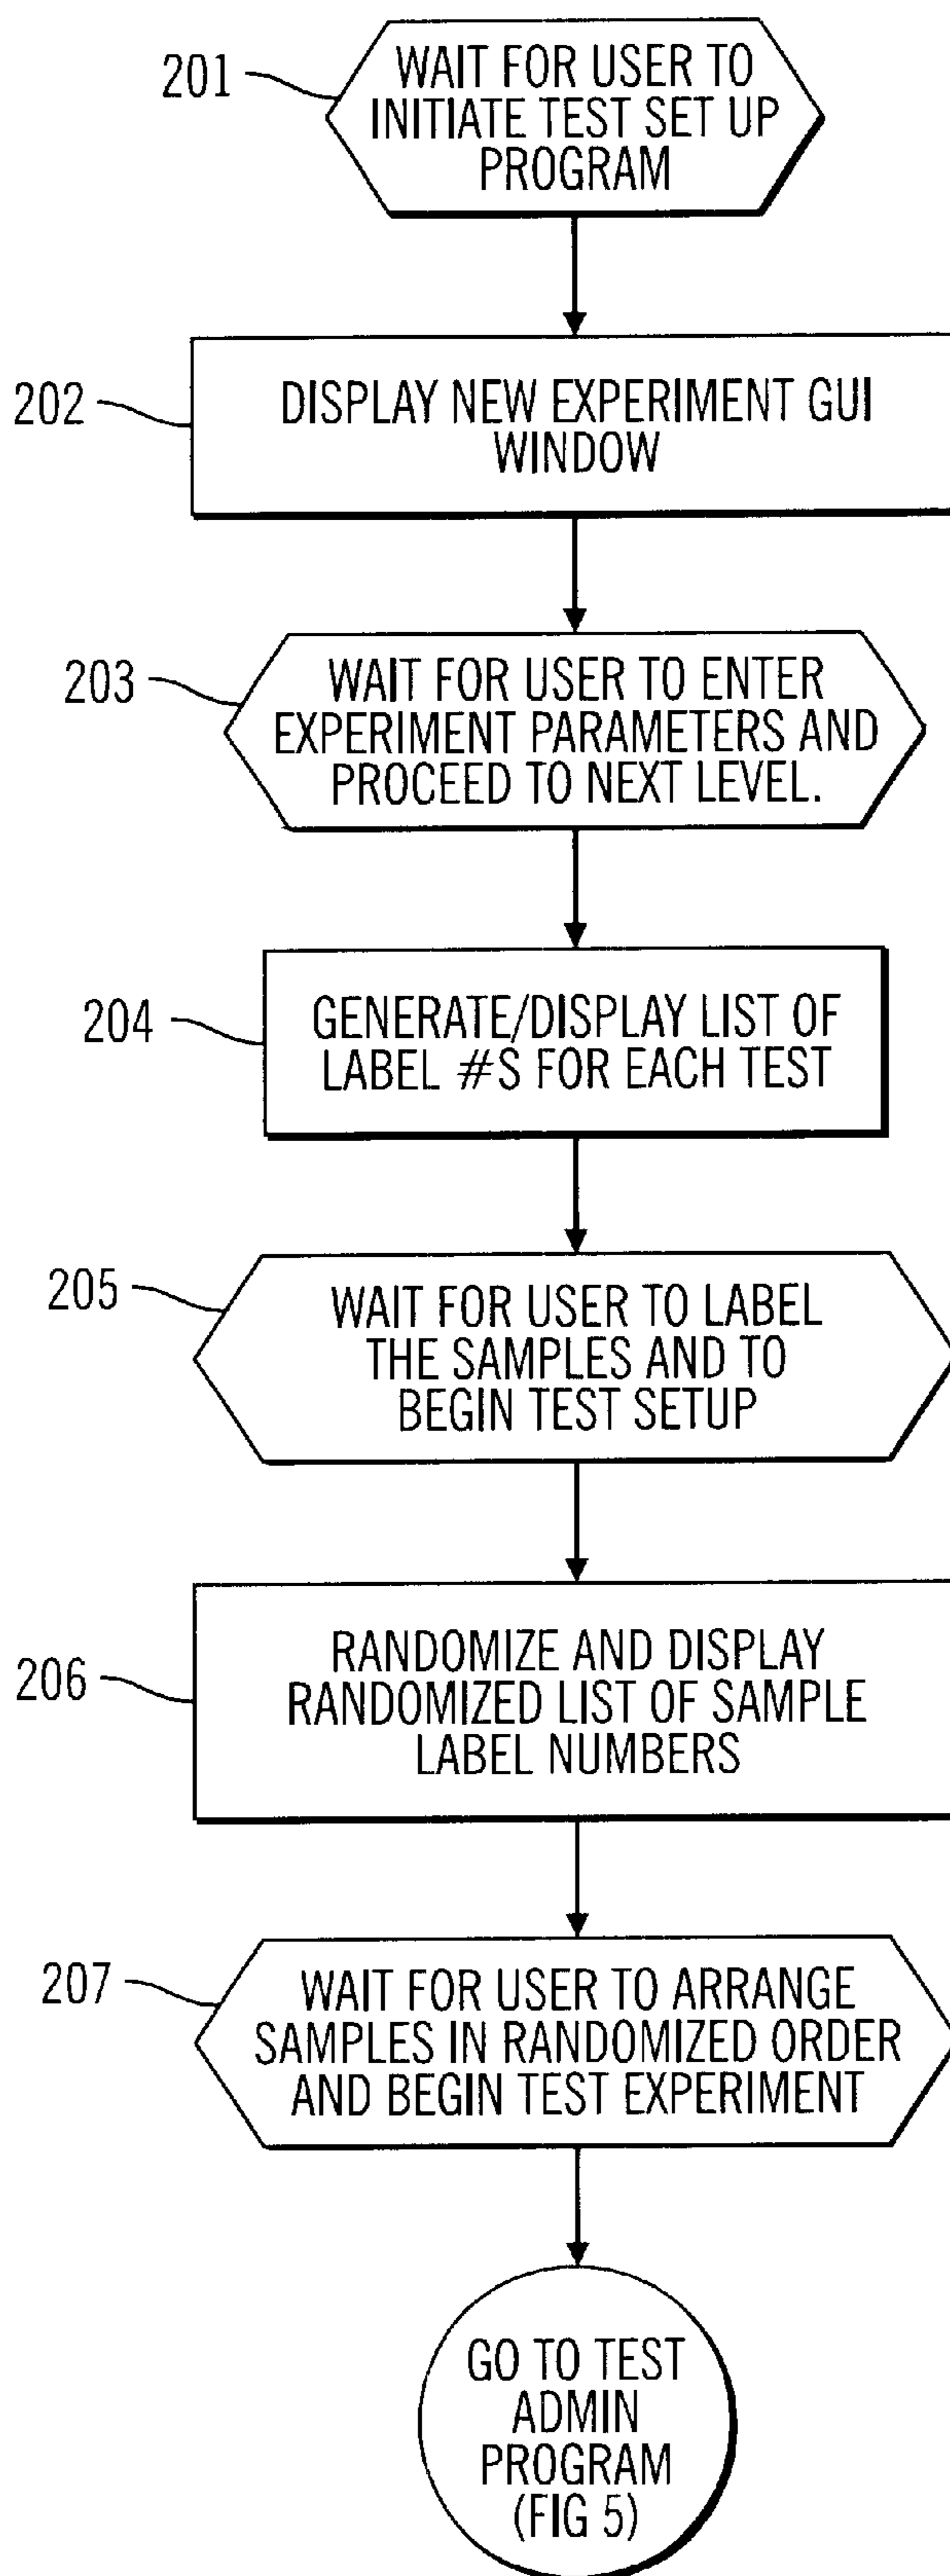 201
WAIT FOR USER TO
INITIATE TEST SET UP
PROGRAM
202
DISPLAY NEW EXPERIMENT GUI
WINDOW
203
WAIT FOR USER TO ENTER
EXPERIMENT PARAMETERS AND
PROCEED TO NEXT LEVEL.
204
GENERATE/DISPLAY LIST OF
LABEL #S FOR EACH TEST
205
WAIT FOR USER TO LABEL
THE SAMPLES AND TO
BEGIN TEST SETUP
206
RANDOMIZE AND DISPLAY
RANDOMIZED LIST OF SAMPLE
LABEL NUMBERS
207
WAIT FOR USER TO ARRANGE
SAMPLES IN RANDOMIZED ORDER
AND BEGIN TEST EXPERIMENT
GO TO TEST
ADMIN
PROGRAM
(FIG 5)